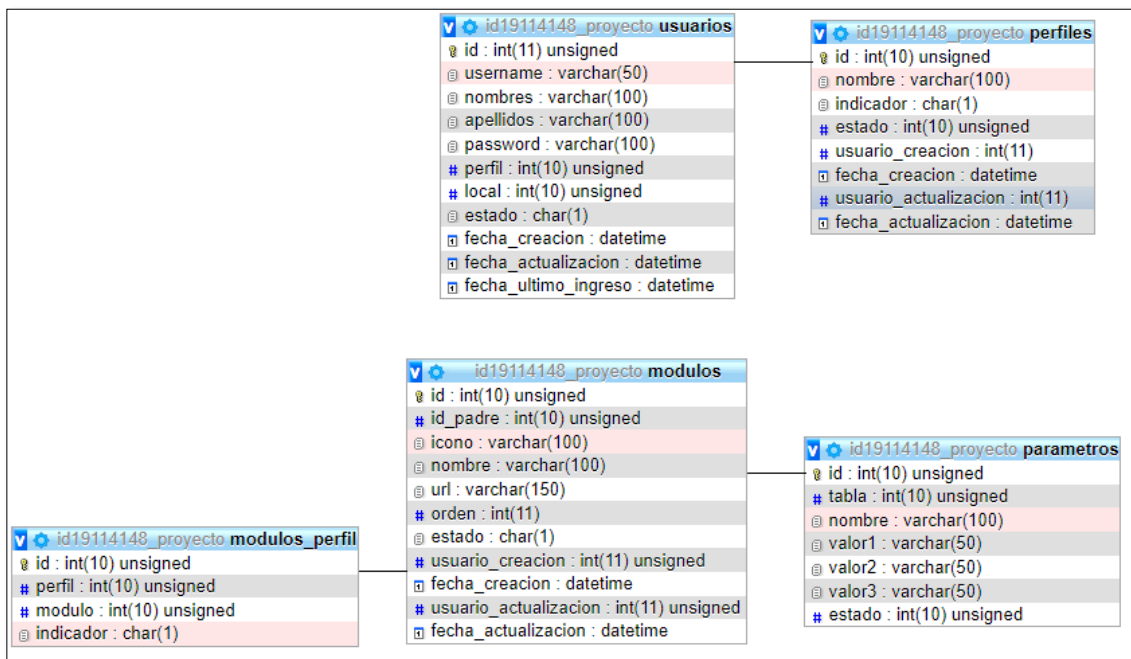 id19114148_proyecto usuarios
id : int(11) unsigned
username : varchar(50)
nombres : varchar(100)
apellidos : varchar(100)
password : varchar(100)
perfil : int(10) unsigned
local : int(10) unsigned
estado : char(1)
fecha_creacion : datetime
fecha_actualizacion : datetime
fecha_ultimo_ingreso : datetime
id19114148_proyecto perfiles
id : int(10) unsigned
nombre : varchar(100)
indicador : char(1)
estado : int(10) unsigned
usuario_creacion : int(11)
fecha_creacion : datetime
usuario_actualizacion : int(11)
fecha_actualizacion : datetime
id19114148_proyecto modulos
id : int(10) unsigned
id_padre : int(10) unsigned
icono : varchar(100)
nombre : varchar(100)
url : varchar(150)
orden : int(11)
estado : char(1)
usuario_creacion : int(11) unsigned
fecha_creacion : datetime
usuario_actualizacion : int(11) unsigned
fecha_actualizacion : datetime
id19114148_proyecto parametros
id : int(10) unsigned
tabla : int(10) unsigned
nombre : varchar(100)
valor1 : varchar(50)
valor2 : varchar(50)
valor3 : varchar(50)
estado : int(10) unsigned
id19114148_proyecto modulos_perfil
id : int(10) unsigned
perfil : int(10) unsigned
modulo : int(10) unsigned
indicador : char(1)